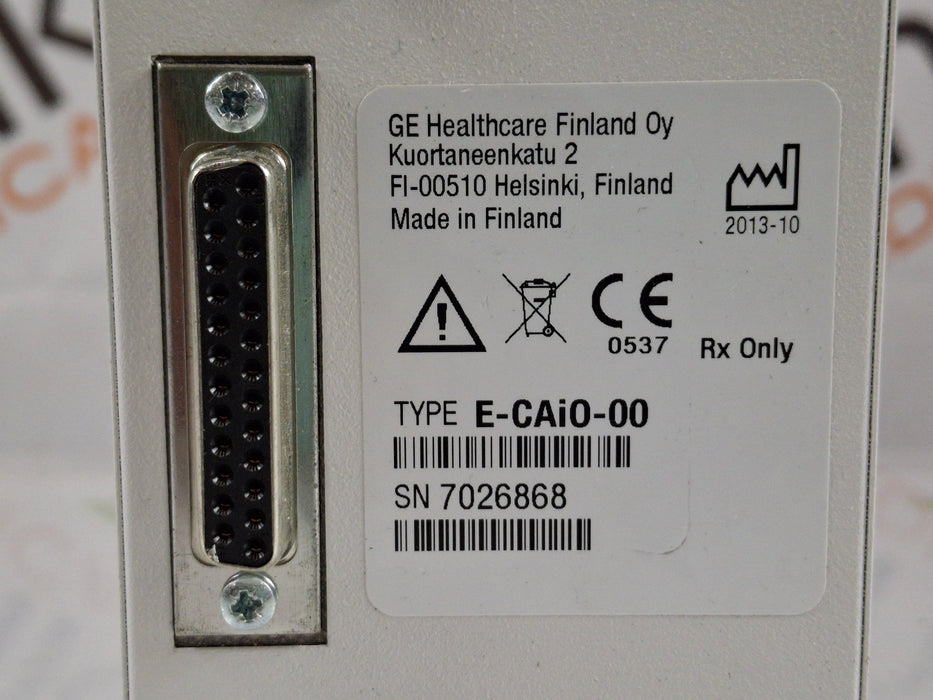 GE Healthcare Finland Oy
Kuortaneenkatu 2
FI-00510 Helsinki, Finland
Made in Finland
2013-10
!
CE
0537
Rx Only
TYPE E-CAiO-00
SN 7026868